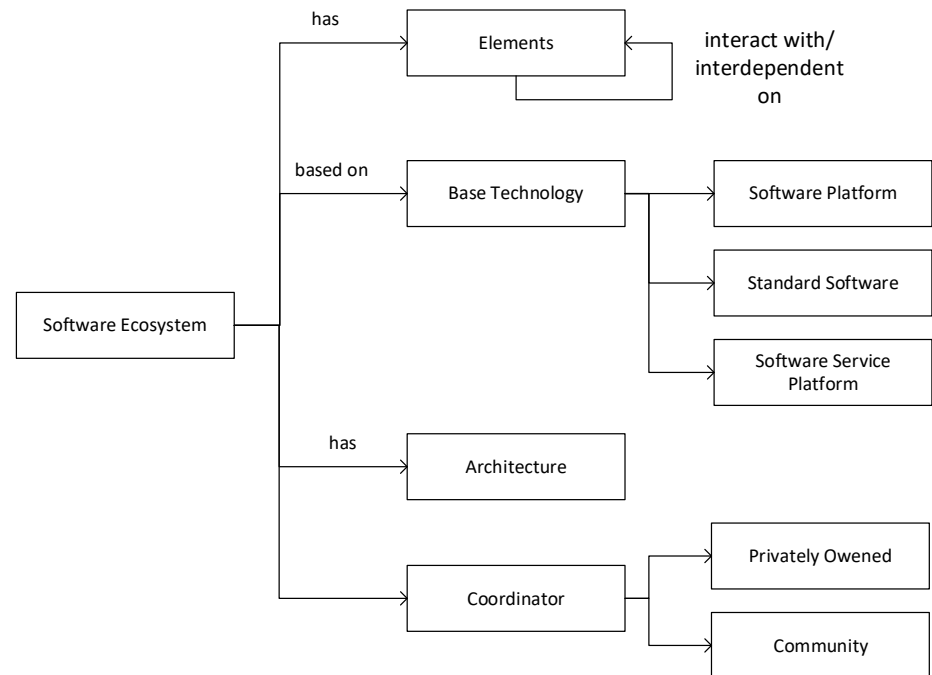 has
Elements
interact with/
interdependent
on
based on
Base Technology
Software Platform
Standard Software
Software Ecosystem
Software Service
Platform
has
Architecture
Privately Owened
Coordinator
Community